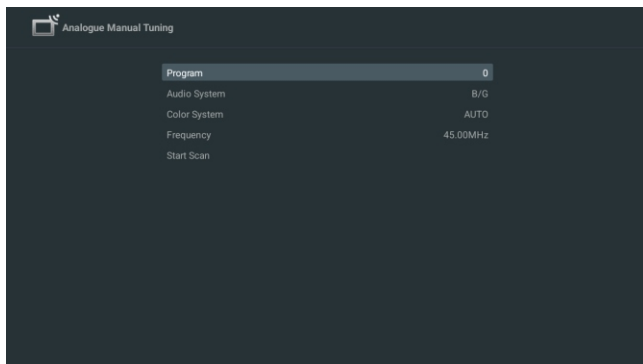 Analogue Manual Tuning
Program 0
Audio System B/G
Color System AUTO
Frequency 45.00MHz
Start Scan